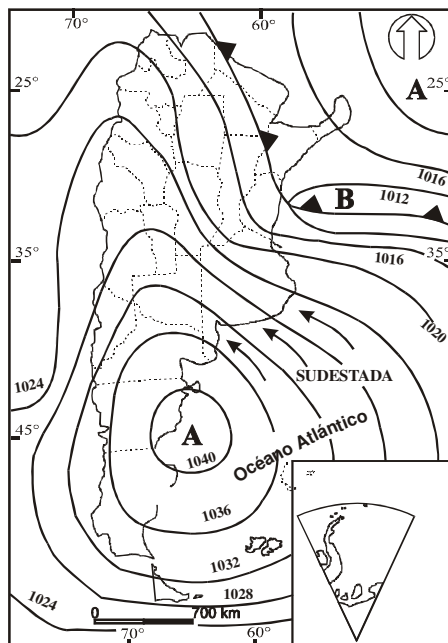 70° 60°
25° A 25°
1016
B 1012
35° 1016 35°
1020
1024
SUDESTADA
45° A Océano Atlántico
1040
1036
1032
1028
1024
0 700 km
70° 60°